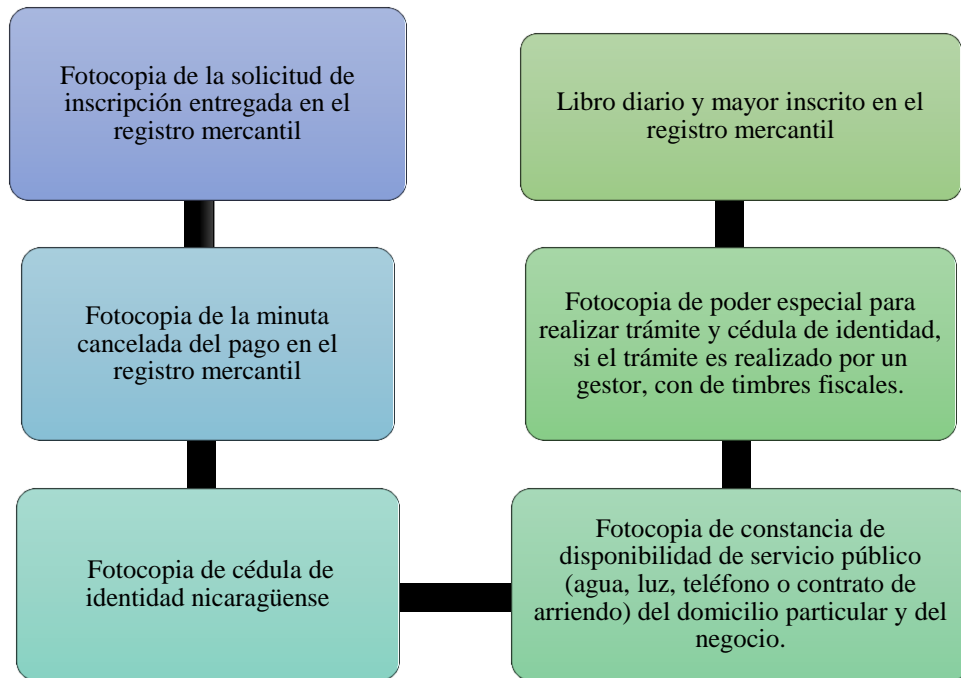 Fotocopia de la solicitud de
inscripción entregada en el
registro mercantil
Fotocopia de la minuta
cancelada del pago en el
registro mercantil
Fotocopia de cédula de
identidad nicaragüense
Fotocopia de constancia de
disponibilidad de servicio público
(agua, luz, teléfono o contrato de
arriendo) del domicilio particular y del
negocio.
Fotocopia de poder especial para
realizar trámite y cédula de identidad,
si el trámite es realizado por un
gestor, con de timbres fiscales.
Libro diario y mayor inscrito en el
registro mercantil